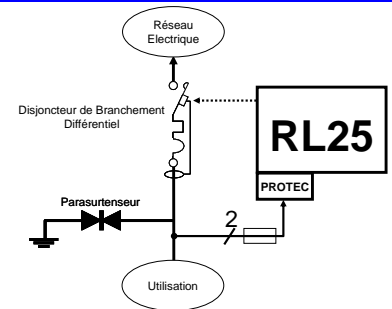 Réseau
Electrique
Disjoncteur de Branchement
Différentiel
RL25
PROTEC
Parasurtenseur
2
Utilisation